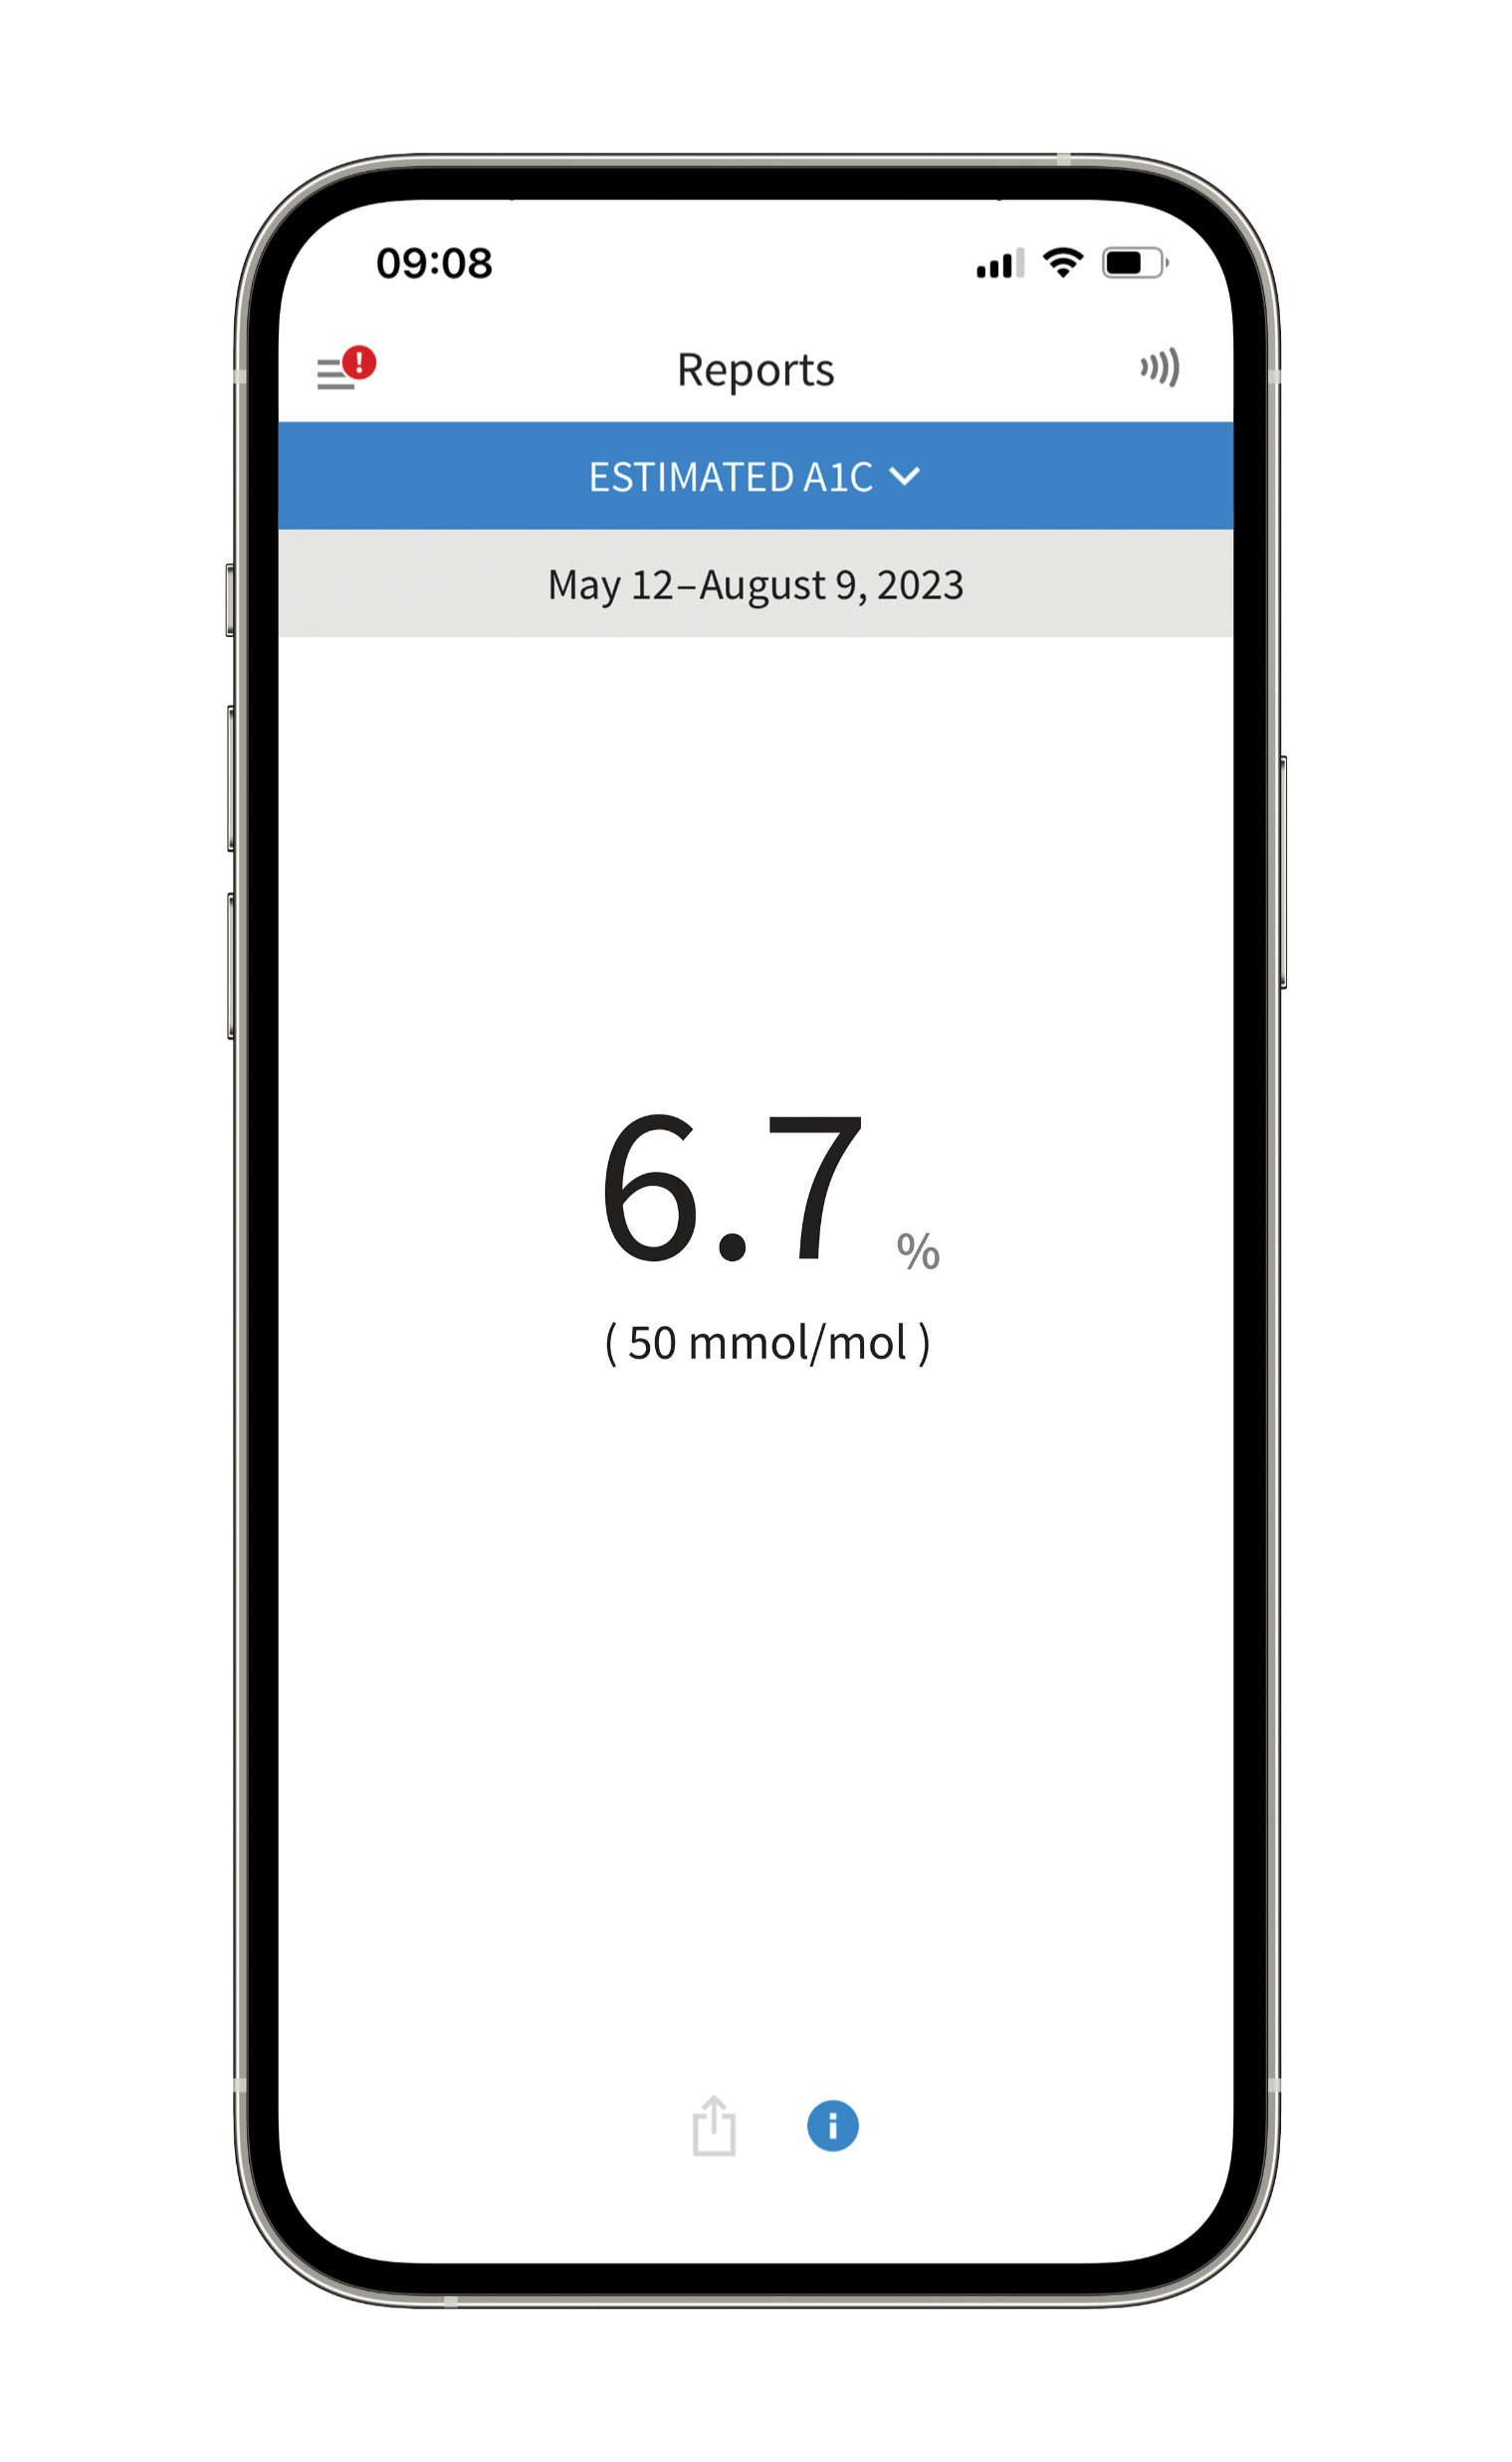 09:08
!
Reports
ESTIMATED A1C
May 12–August 9, 2023
6.7 %
( 50 mmol/mol )
i